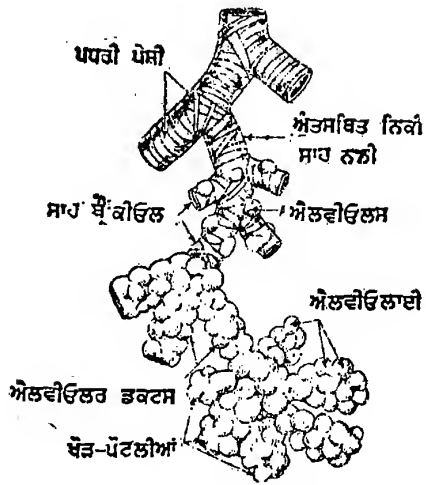 ਪਧਰੀ ਪੇਸ਼ੀ
ਅੰਤਸਥਿਤ ਨਿਕੀ
ਸਾਹ ਨਲੀ
ਸਾਹ ਬ੍ਰੌਂਕੀਓਲ
ਐਲਵੀਓਲਸ
ਐਲਵੀਓਲਾਈ
ਐਲਵੀਓਲਰ ਡਕਟਸ
ਖੋੜ-ਪੋਟਲੀਆਂ